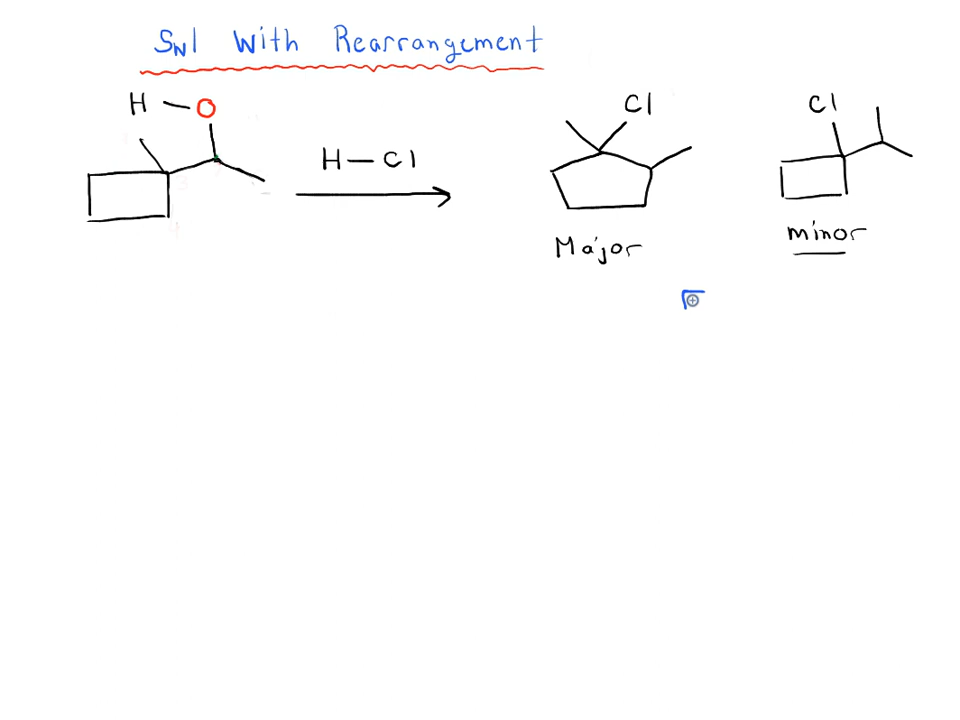 SN1 With Rearrangement
H — O
H — Cl
Cl
Cl
Major
minor